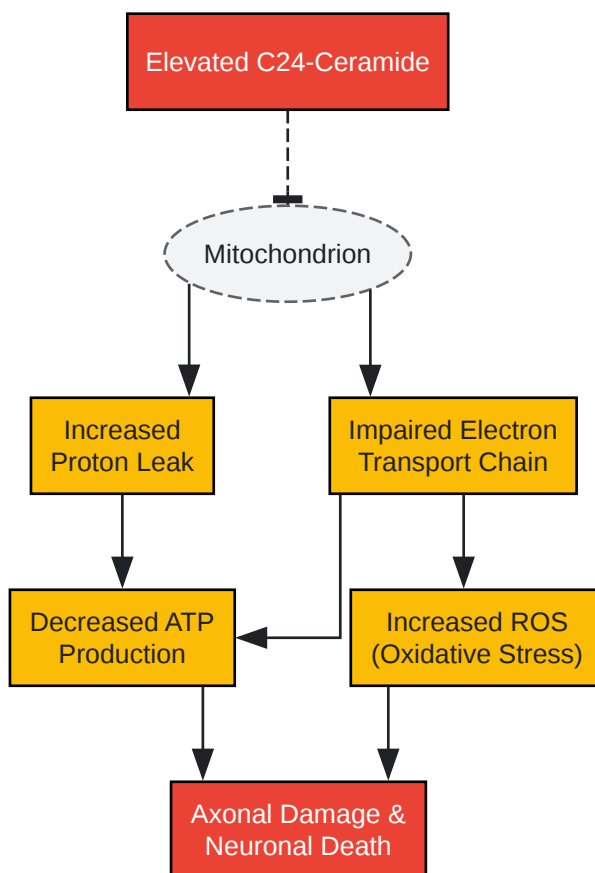 Elevated C24-Ceramide
Mitochondrion
Increased
Proton Leak
Impaired Electron
Transport Chain
Decreased ATP
Production
Increased ROS
(Oxidative Stress)
Axonal Damage &
Neuronal Death